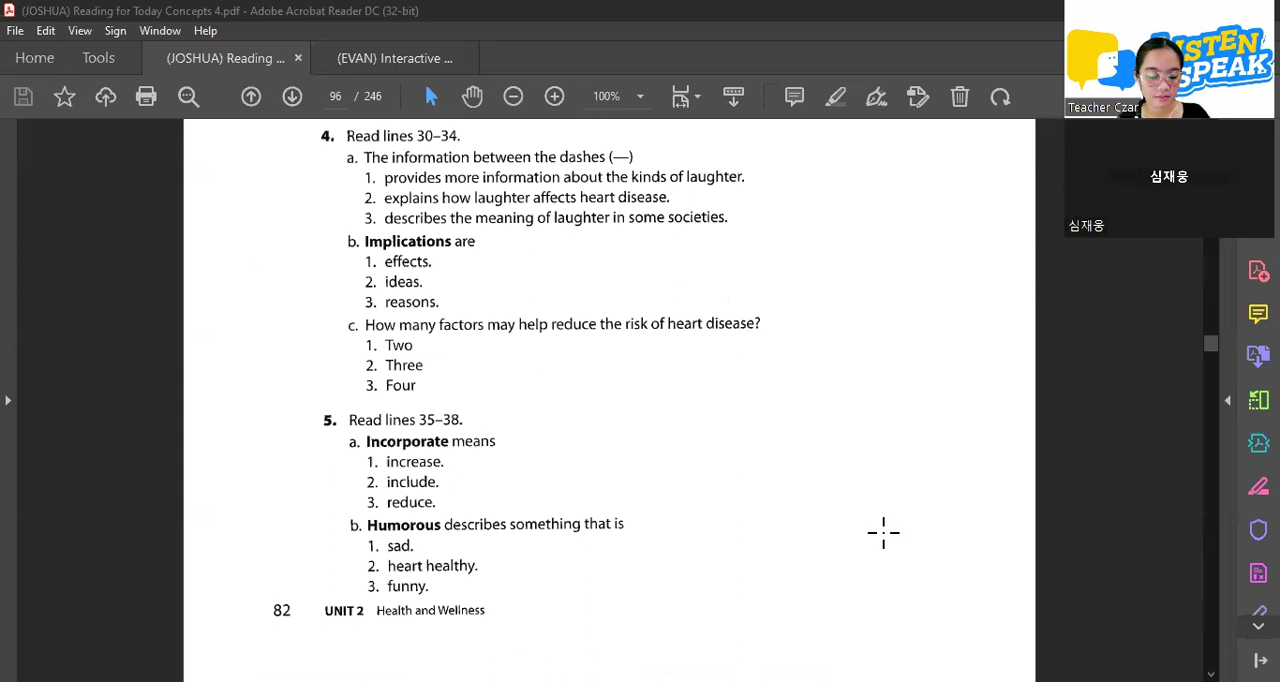 (JOSHUA) Reading for Today Concepts 4.pdf - Adobe Acrobat Reader DC (32-bit)
File Edit View Sign Window Help
Home Tools (JOSHUA) Reading ... × (EVAN) Interactive ...
96 / 246 100%
LISTEN
SPEAK
Teacher Czar
심재웅
심재웅
4. Read lines 30–34.
a. The information between the dashes (—)
1. provides more information about the kinds of laughter.
2. explains how laughter affects heart disease.
3. describes the meaning of laughter in some societies.
b. Implications are
1. effects.
2. ideas.
3. reasons.
c. How many factors may help reduce the risk of heart disease?
1. Two
2. Three
3. Four
5. Read lines 35–38.
a. Incorporate means
1. increase.
2. include.
3. reduce.
b. Humorous describes something that is
1. sad.
2. heart healthy.
3. funny.
82 UNIT 2 Health and Wellness